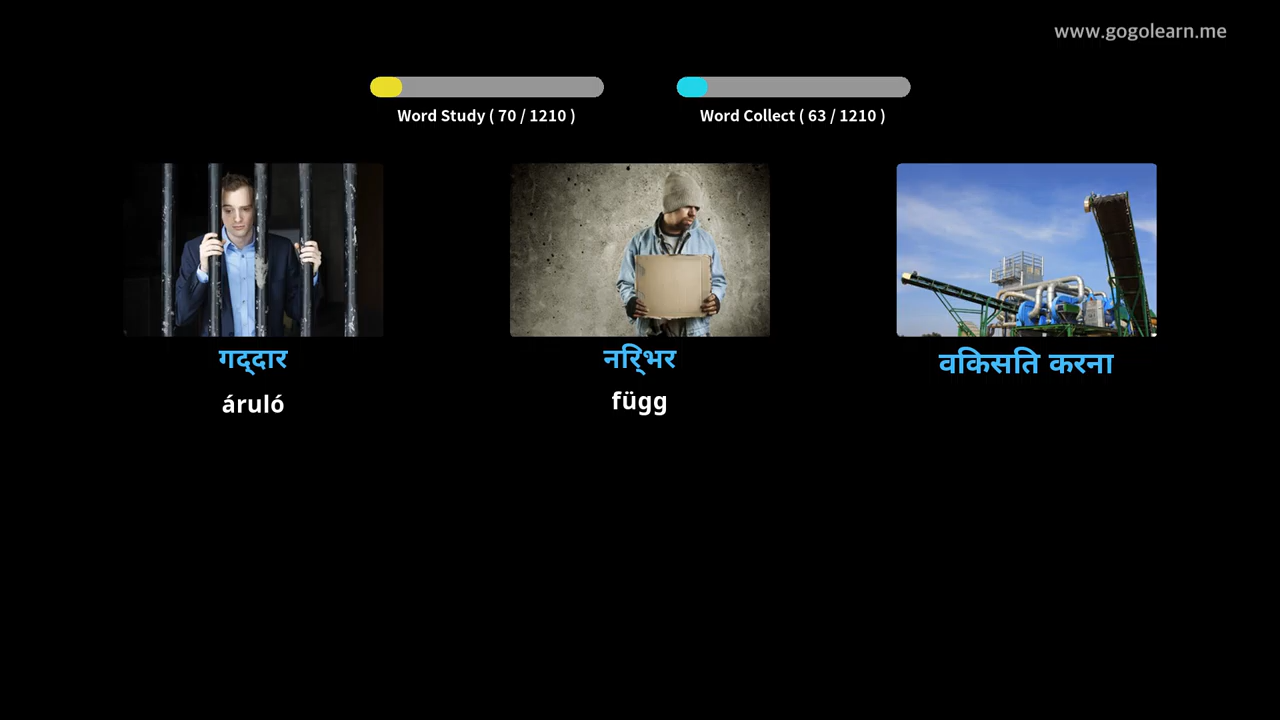 www.gogolearn.me
Word Study ( 70 / 1210 )
Word Collect ( 63 / 1210 )
गद्दार
निर्भर
विकसित करना
áruló
függ